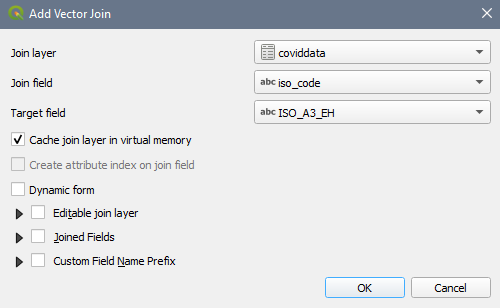 Add Vector Join
Join layer
coviddata
Join field
abc iso_code
Target field
abc ISO_A3_EH
Cache join layer in virtual memory
Create attribute index on join field
Dynamic form
Editable join layer
Joined Fields
Custom Field Name Prefix
OK
Cancel